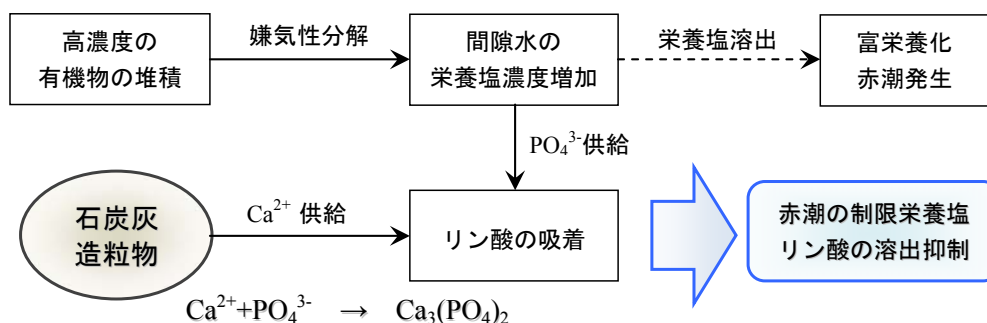 高濃度の
有機物の堆積
嫌気性分解
間隙水の
栄養塩濃度増加
栄養塩溶出
富栄養化
赤潮発生
PO₄³⁻供給
石炭灰
造粒物
Ca²⁺ 供給
リン酸の吸着
赤潮の制限栄養塩
リン酸の溶出抑制
Ca²⁺+PO₄³⁻ → Ca₃(PO₄)₂